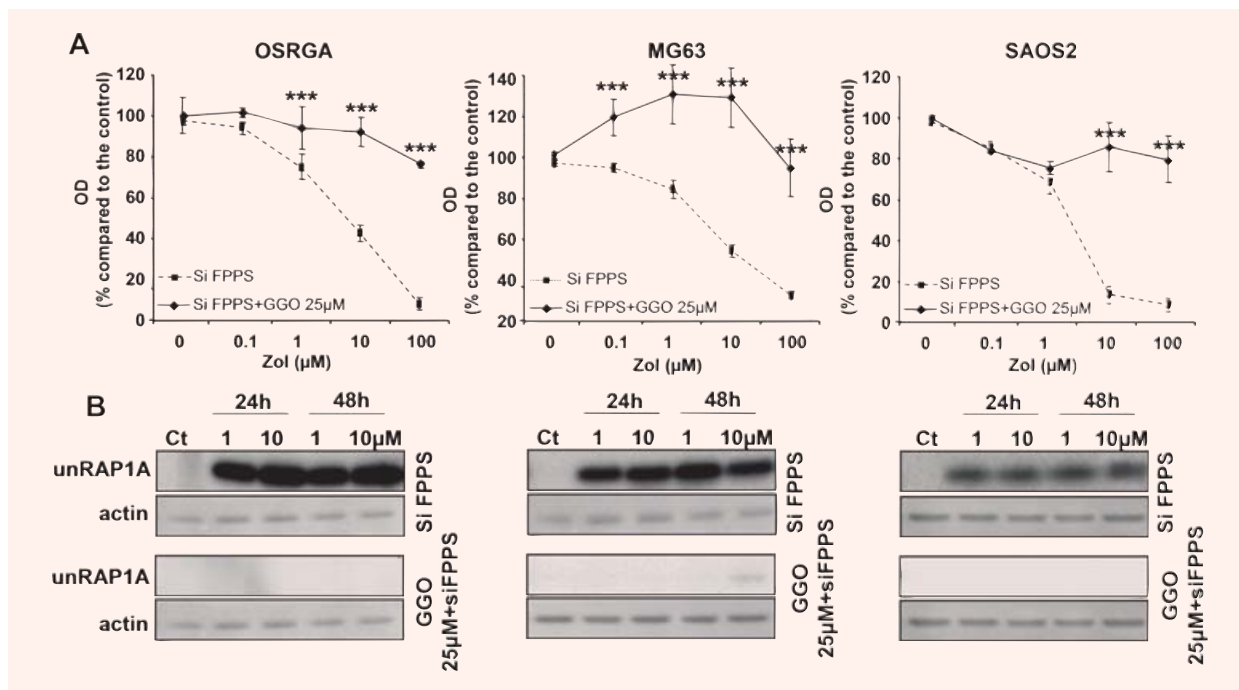 A
OSRGA
MG63
SAOS2
OD
(% compared to the control)
120
100
80
60
40
20
0
***
***
***
Si FPPS
Si FPPS+GGO 25µM
0 0.1 1 10 100
Zol (µM)
OD
(% compared to the control)
140
120
100
80
60
40
20
***
***
***
***
Si FPPS
Si FPPS+GGO 25µM
0 0.1 1 10 100
Zol (µM)
OD
(% compared to the control)
120
100
80
60
40
20
0
***
***
Si FPPS
Si FPPS+GGO 25µM
0 0.1 1 10 100
Zol (µM)
B
24h 48h
Ct 1 10 1 10µM
unRAP1A
actin
Si FPPS
unRAP1A
actin
GGO
25µM+siFPPS
24h 48h
Ct 1 10 1 10µM
Si FPPS
GGO
25µM+siFPPS
24h 48h
Ct 1 10 1 10µM
Si FPPS
GGO
25µM+siFPPS